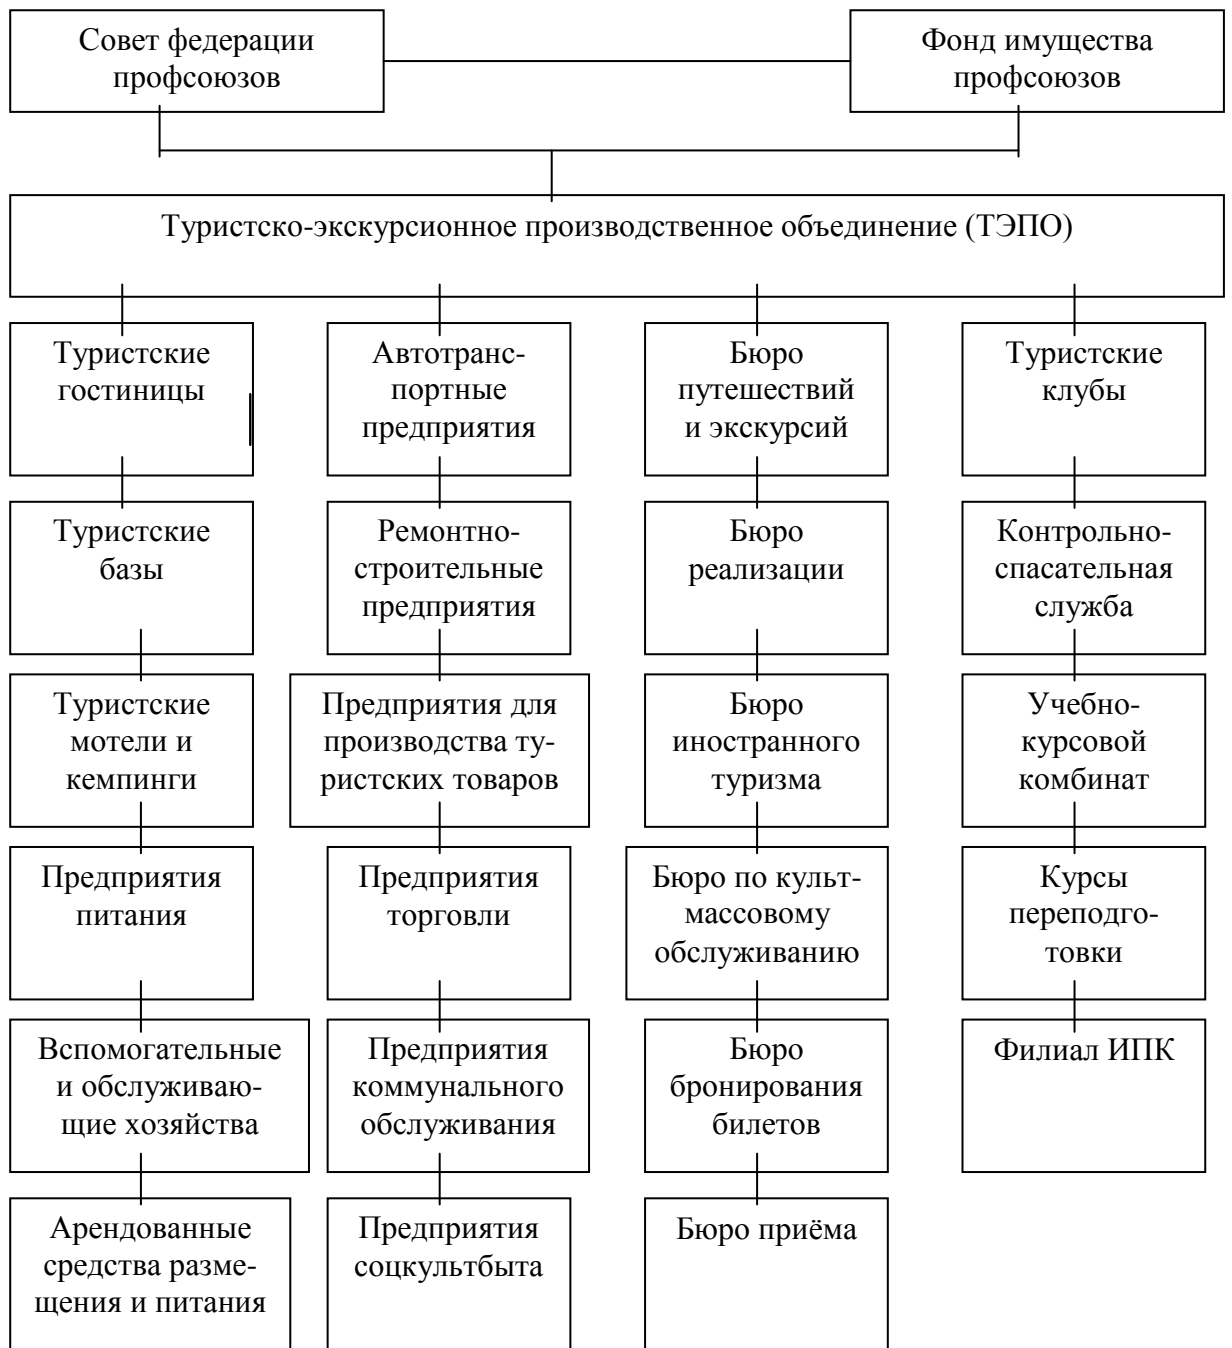 Совет федерации
профсоюзов
Фонд имущества
профсоюзов
Туристско-экскурсионное производственное объединение (ТЭПО)
Туристские
гостиницы
Автотранс-
портные
предприятия
Бюро
путешествий
и экскурсий
Туристские
клубы
Туристские
базы
Ремонтно-
строительные
предприятия
Бюро
реализации
Контрольно-
спасательная
служба
Туристские
мотели и
кемпинги
Предприятия для
производства ту-
ристских товаров
Бюро
иностранного
туризма
Учебно-
курсовой
комбинат
Предприятия
питания
Предприятия
торговли
Бюро по культ-
массовому
обслуживанию
Курсы
переподго-
товки
Вспомогательные
и обслуживаю-
щие хозяйства
Предприятия
коммунального
обслуживания
Бюро
бронирования
билетов
Филиал ИПК
Арендованные
средства разме-
щения и питания
Предприятия
соцкультбыта
Бюро приёма